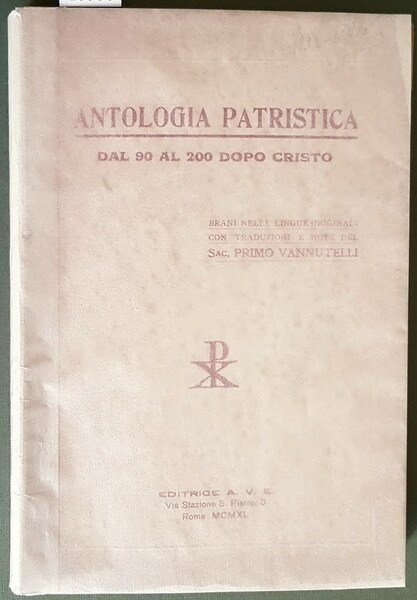 ANTOLOGIA PATRISTICA
DAL 90 AL 200 DOPO CRISTO
BRANI NELLE LINGUE ORIGINALI
CON TRADUZIONI E NOTE DEL
SAC. PRIMO VANNUTELLI
EDITRICE A. V. E.
Via Stazione S. Pietro, 3
Roma MCMXL